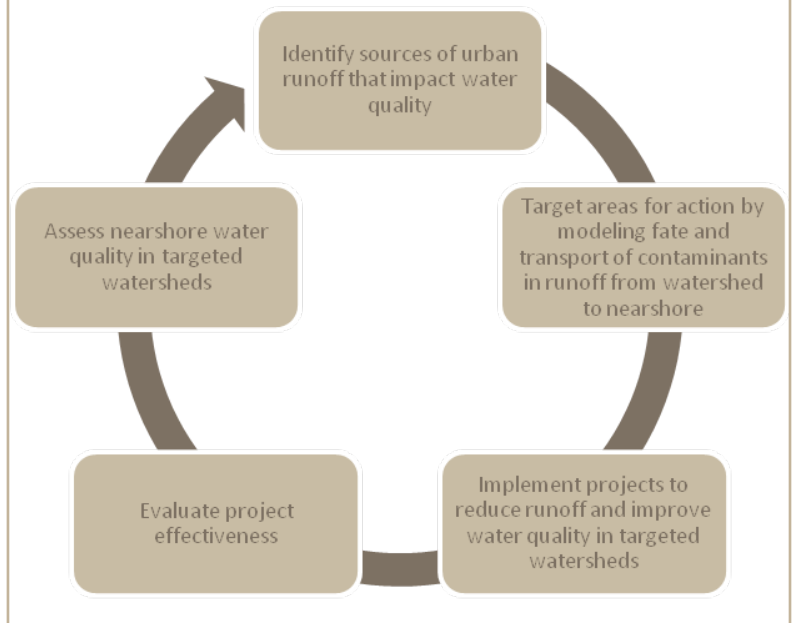 Identify sources of urban
runoff that impact water
quality
Target areas for action by
modeling fate and
transport of contaminants
in runoff from watershed
to nearshore
Implement projects to
reduce runoff and improve
water quality in targeted
watersheds
Evaluate project
effectiveness
Assess nearshore water
quality in targeted
watersheds